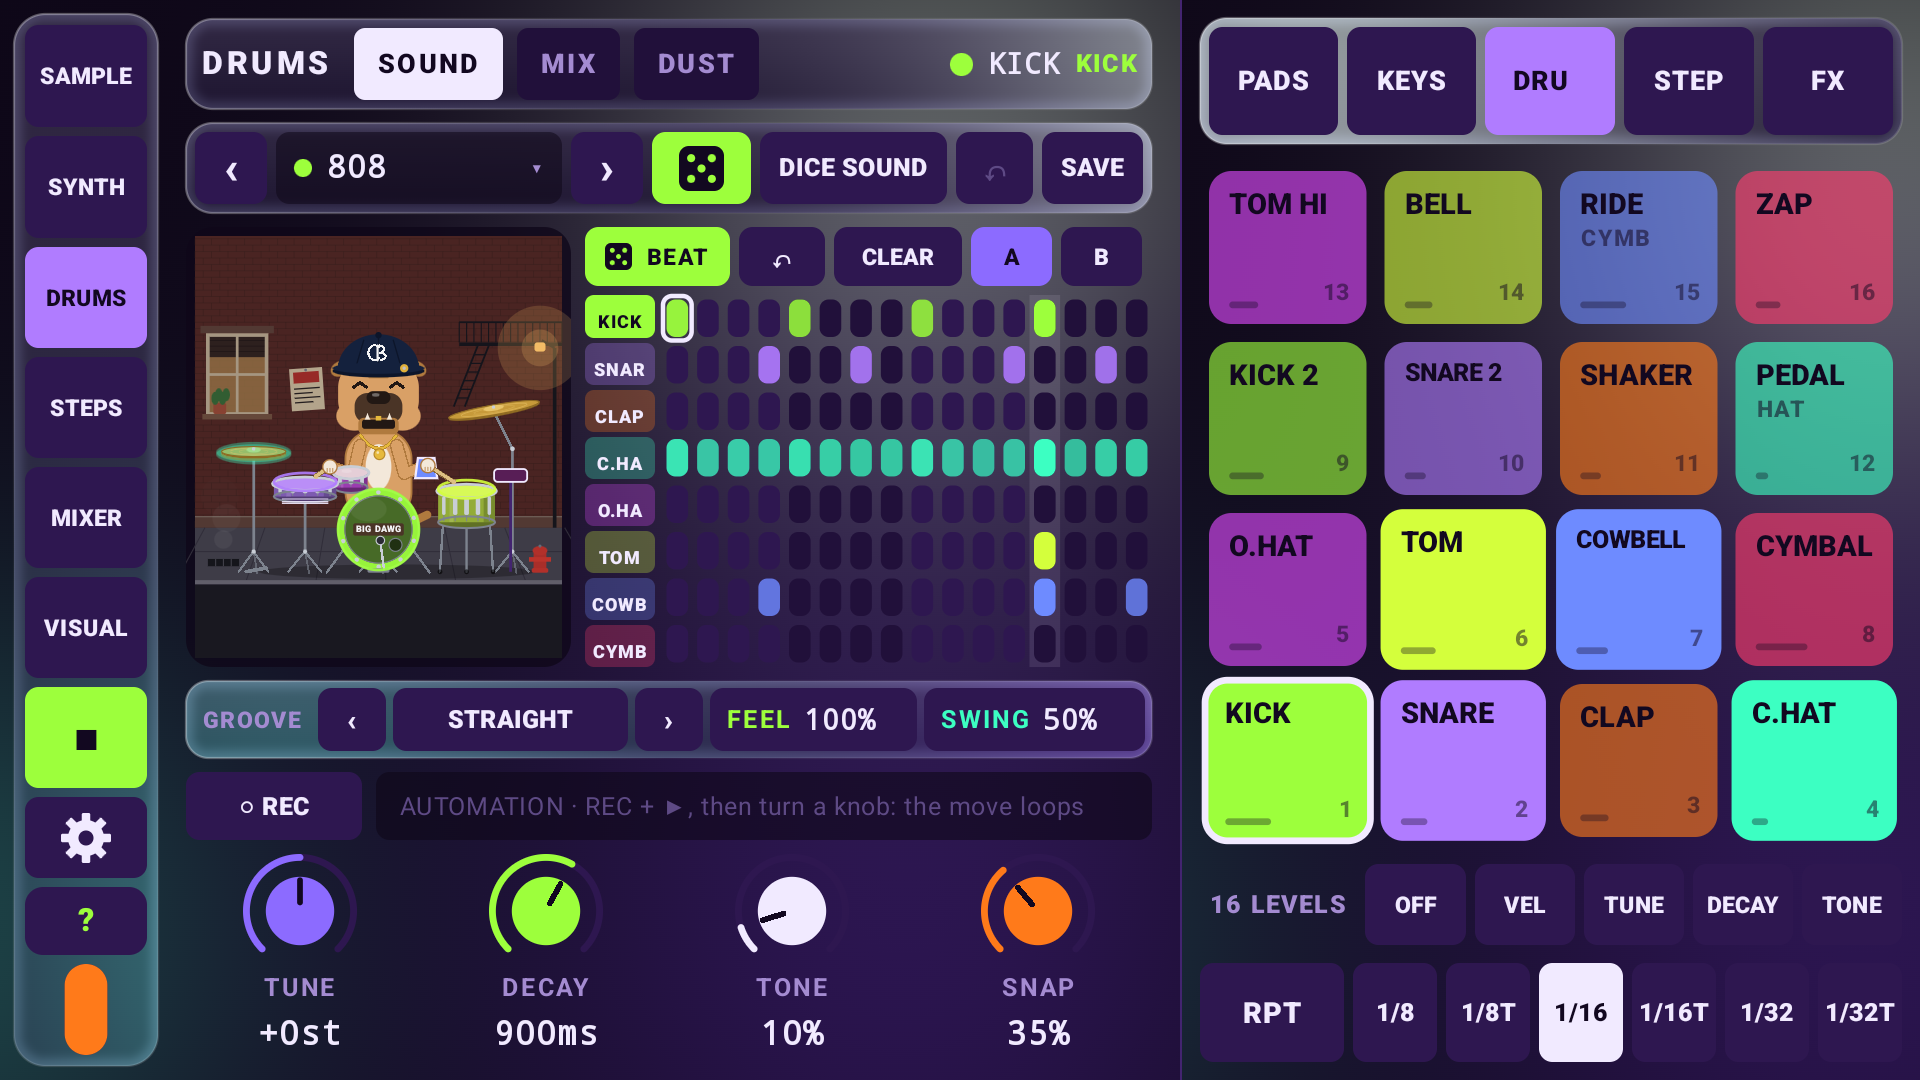 SAMPLE
SYNTH
DRUMS
STEPS
MIXER
VISUAL
?
DRUMS SOUND MIX DUST KICK KICK
‹ 808 ▾ › DICE SOUND SAVE
BEAT CLEAR A B
KICK
SNAR
CLAP
C.HA
O.HA
TOM
COWB
CYMB
CB
BIG DAWG
GROOVE ‹ STRAIGHT › FEEL 100% SWING 50%
REC AUTOMATION · REC + ►, then turn a knob: the move loops
TUNE DECAY TONE SNAP
+0st 900ms 10% 35%
PADS KEYS DRU STEP FX
TOM HI 13
BELL 14
RIDE CYMB 15
ZAP 16
KICK 2 9
SNARE 2 10
SHAKER 11
PEDAL HAT 12
O.HAT 5
TOM 6
COWBELL 7
CYMBAL 8
KICK 1
SNARE 2
CLAP 3
C.HAT 4
16 LEVELS OFF VEL TUNE DECAY TONE
RPT 1/8 1/8T 1/16 1/16T 1/32 1/32T